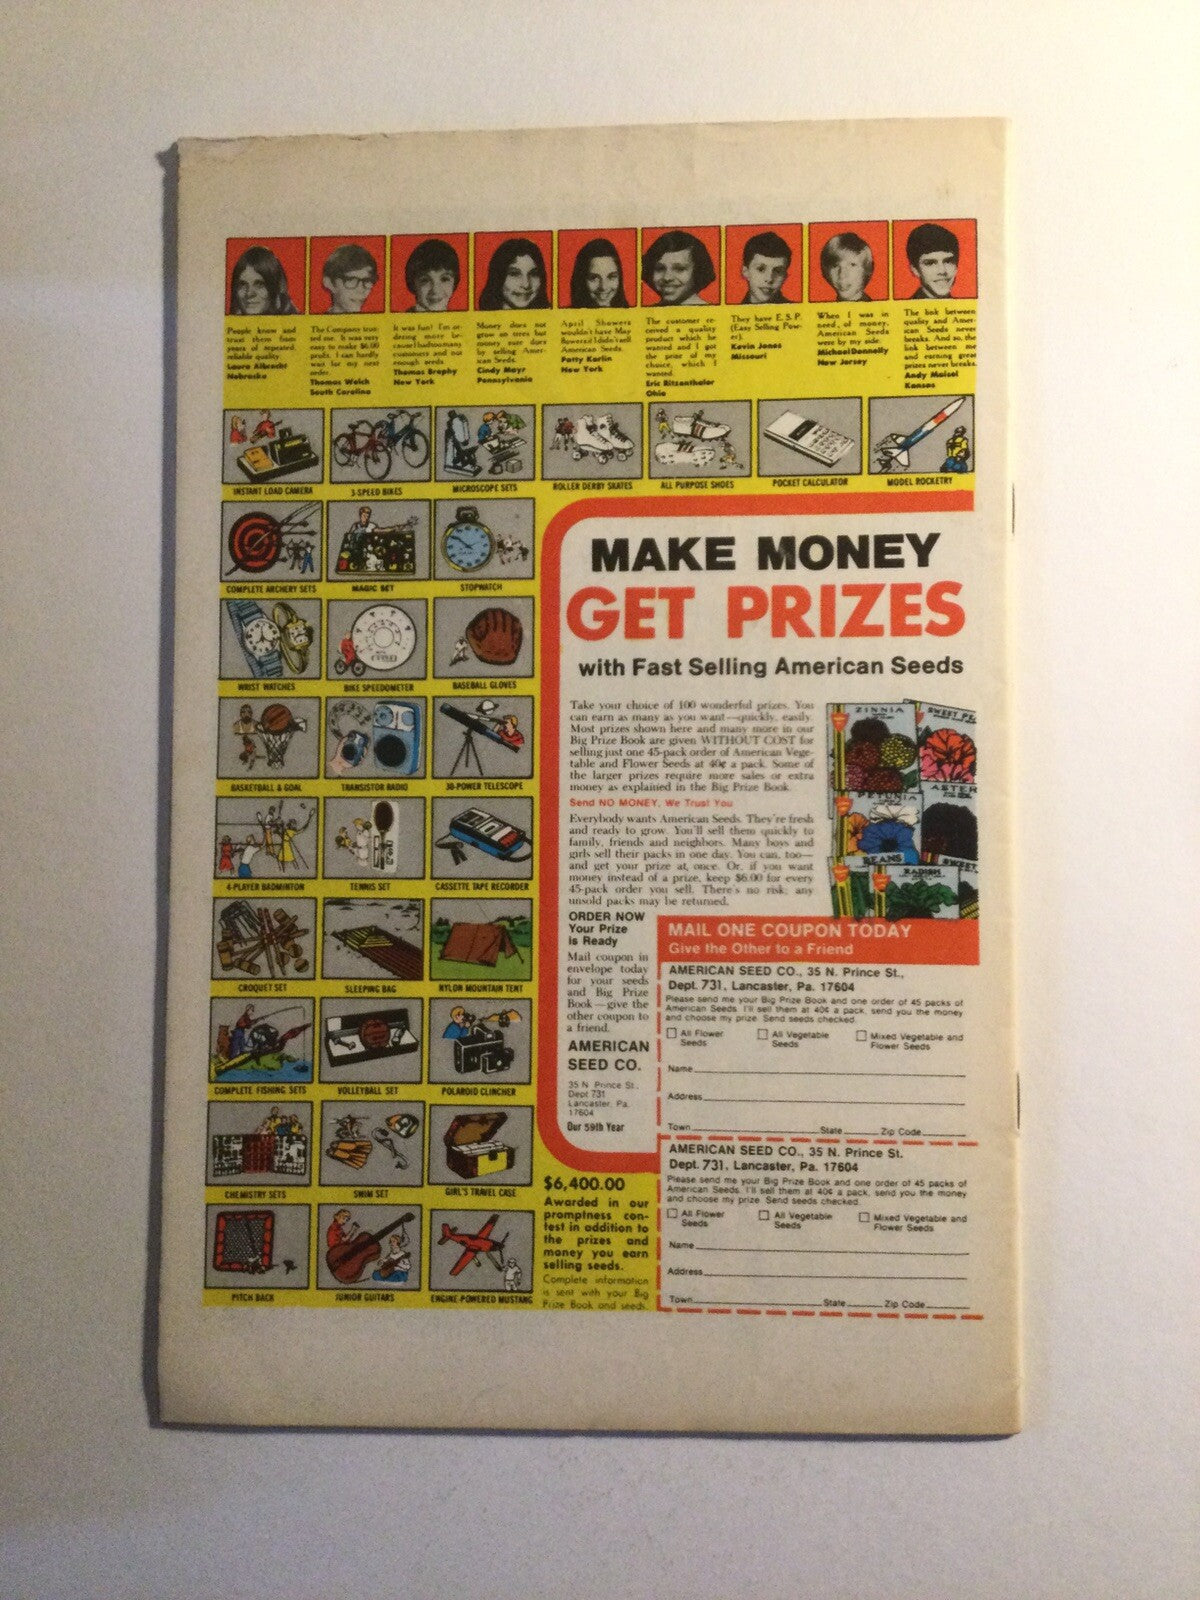 People know and
trust them from
years of repeated,
reliable quality.
Laura Albrecht
Nebraska
The Company trus-
ted me. It was very
easy to make $6.00
profit. I can hardly
wait for my next
order.
Thomas Welch
South Carolina
It was fun! I'm or-
dering more be-
cause I had too many
customers and not
enough seeds.
Thomas Brophy
New York
Money does not
grow on trees but
money sure does
by selling Amer-
ican Seeds.
Cindy Mayr
Pennsylvania
April Showers
wouldn't have May
flowers if I didn't sell
American Seeds.
Patty Karlin
New York
The customer re-
ceived a quality
product which he
wanted and I got
the prize of my
choice, which I
wanted.
Eric Ritzenthaler
Ohio
They have E.S.P.
(Easy Selling Pow-
er).
Kevin Jones
Missouri
When I was in
need, of money,
American Seeds
were by my side.
Michael Donnelly
New Jersey
The link between
quality and Amer-
ican Seeds never
breaks. And so, the
link between me
and earning great
prizes never breaks.
Andy Maisel
Kansas
INSTANT LOAD CAMERA
3-SPEED BIKES
MICROSCOPE SETS
ROLLER DERBY SKATES
ALL PURPOSE SHOES
POCKET CALCULATOR
MODEL ROCKETRY
COMPLETE ARCHERY SETS
MAGIC SET
STOPWATCH
WRIST WATCHES
BIKE SPEEDOMETER
BASEBALL GLOVES
BASKETBALL & GOAL
TRANSISTOR RADIO
30-POWER TELESCOPE
4-PLAYER BADMINTON
TENNIS SET
CASSETTE TAPE RECORDER
CROQUET SET
SLEEPING BAG
NYLON MOUNTAIN TENT
COMPLETE FISHING SETS
VOLLEYBALL SET
POLAROID CLINCHER
CHEMISTRY SETS
SWIM SET
GIRL'S TRAVEL CASE
PITCH BACK
JUNIOR GUITARS
ENGINE-POWERED MUSTANG
MAKE MONEY
GET PRIZES
with Fast Selling American Seeds
Take your choice of 100 wonderful prizes. You
can earn as many as you want—quickly, easily.
Most prizes shown here and many more in our
Big Prize Book are given WITHOUT COST for
selling just one 45-pack order of American Vege-
table and Flower Seeds at 40¢ a pack. Some of
the larger prizes require more sales or extra
money as explained in the Big Prize Book.
Send NO MONEY, We Trust You
Everybody wants American Seeds. They're fresh
and ready to grow. You'll sell them quickly to
family, friends and neighbors. Many boys and
girls sell their packs in one day. You can, too—
and get your prize at once. Or, if you want
money instead of a prize, keep $6.00 for every
45-pack order you sell. There's no risk; any
unsold packs may be returned.
ZINNIA
SWEET PE
PETUNIA
ASTER
BEANS
RADISH
SWEET
ORDER NOW
Your Prize
Is Ready
Mail coupon in
envelope today
for your seeds
and Big Prize
Book—give the
other coupon to
a friend.
AMERICAN
SEED CO.
35 N. Prince St.,
Dept 731
Lancaster, Pa.
17604
Our 59th Year
$6,400.00
Awarded in our
promptness con-
test in addition to
the prizes and
money you earn
selling seeds.
Complete information
is sent with your Big
Prize Book and seeds.
MAIL ONE COUPON TODAY
Give the Other to a Friend
AMERICAN SEED CO., 35 N. Prince St.,
Dept. 731, Lancaster, Pa. 17604
Please send me your Big Prize Book and one order of 45 packs of
American Seeds. I'll sell them at 40¢ a pack, send you the money
and choose my prize. Send seeds checked.
All Flower Seeds
All Vegetable Seeds
Mixed Vegetable and Flower Seeds
Name
Address
Town State Zip Code
AMERICAN SEED CO., 35 N. Prince St.
Dept. 731, Lancaster, Pa. 17604
Please send me your Big Prize Book and one order of 45 packs of
American Seeds. I'll sell them at 40¢ a pack, send you the money
and choose my prize. Send seeds checked.
All Flower Seeds
All Vegetable Seeds
Mixed Vegetable and Flower Seeds
Name
Address
Town State Zip Code